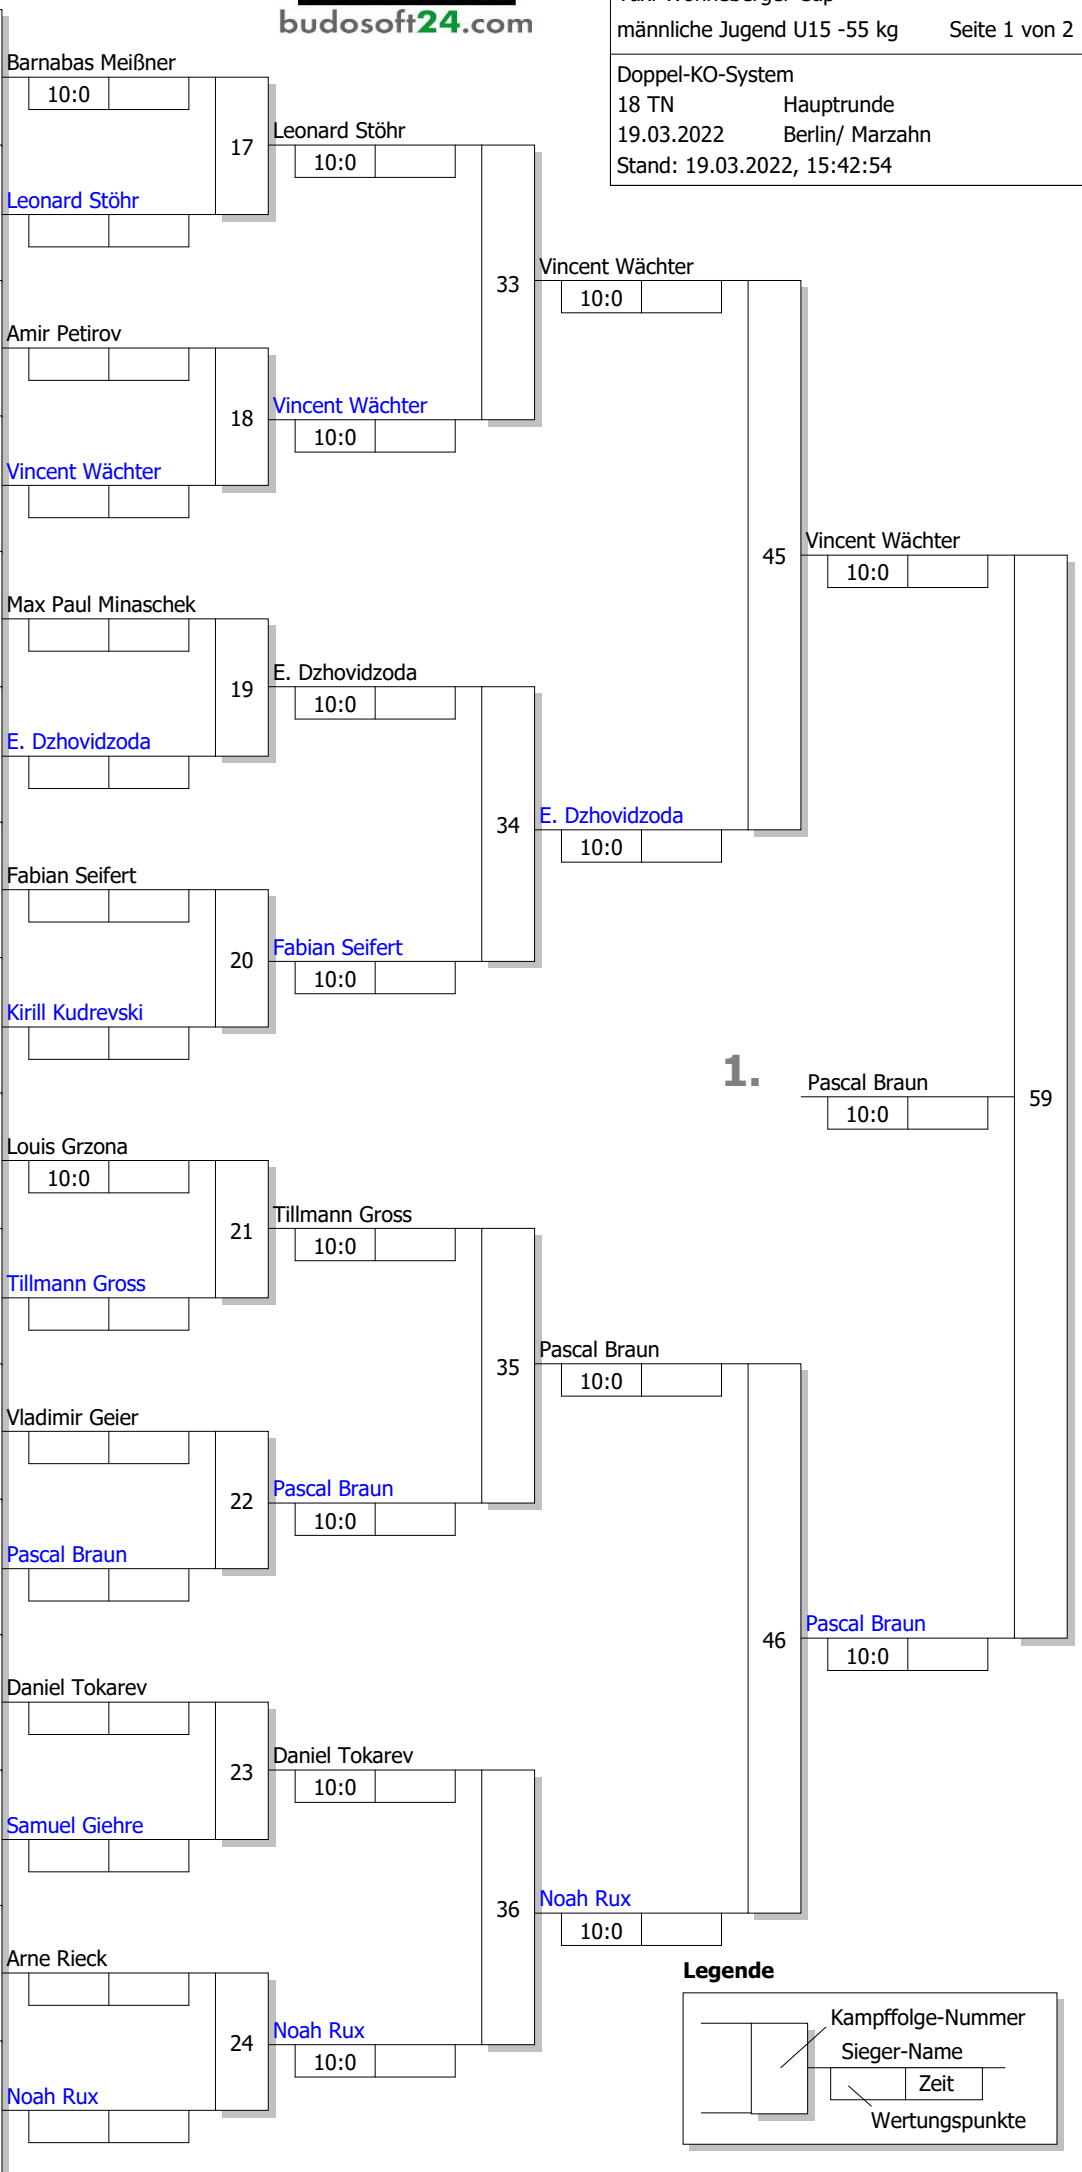 budosoft24.com
männliche Jugend U15 -55 kg Seite 1 von 2
Doppel-KO-System
18 TN Hauptrunde
19.03.2022 Berlin/ Marzahn
Stand: 19.03.2022, 15:42:54
Barnabas Meißner
10:0
17
Leonard Stöhr
10:0
Leonard Stöhr
33
Vincent Wächter
10:0
Amir Petirov
18
Vincent Wächter
10:0
Vincent Wächter
45
Vincent Wächter
10:0
Max Paul Minaschek
19
E. Dzhovidzoda
10:0
E. Dzhovidzoda
34
E. Dzhovidzoda
10:0
Fabian Seifert
20
Fabian Seifert
10:0
Kirill Kudrevski
1.
Pascal Braun
10:0
59
Louis Grzona
10:0
21
Tillmann Gross
10:0
Tillmann Gross
35
Pascal Braun
10:0
Vladimir Geier
22
Pascal Braun
10:0
Pascal Braun
46
Pascal Braun
10:0
Daniel Tokarev
23
Daniel Tokarev
10:0
Samuel Giehre
36
Noah Rux
10:0
Arne Rieck
24
Noah Rux
10:0
Noah Rux
Legende
Kampffolge-Nummer
Sieger-Name
Zeit
Wertungspunkte